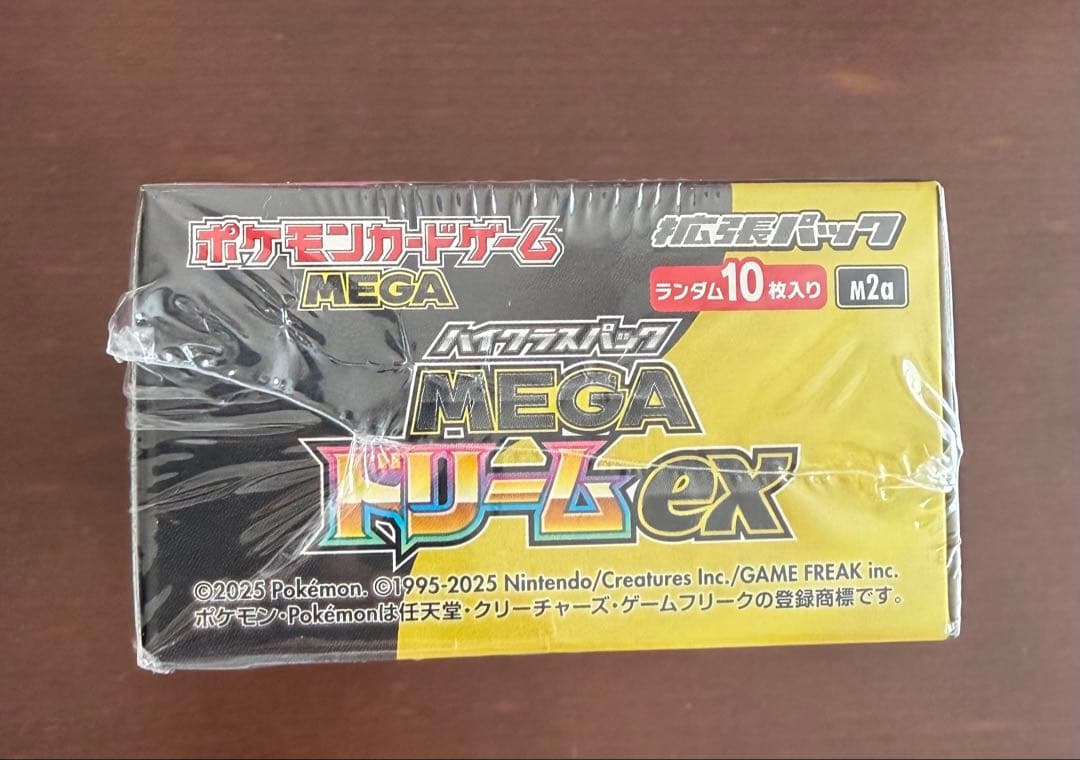 ポケモンカードゲーム™
MEGA
拡張パック
ランダム10枚入り
M2a
ハイクラスパック
MEGA
ドリームex
©2025 Pokémon. ©1995-2025 Nintendo/Creatures Inc./GAME FREAK inc.
ポケモン・Pokémonは任天堂・クリーチャーズ・ゲームフリークの登録商標です。